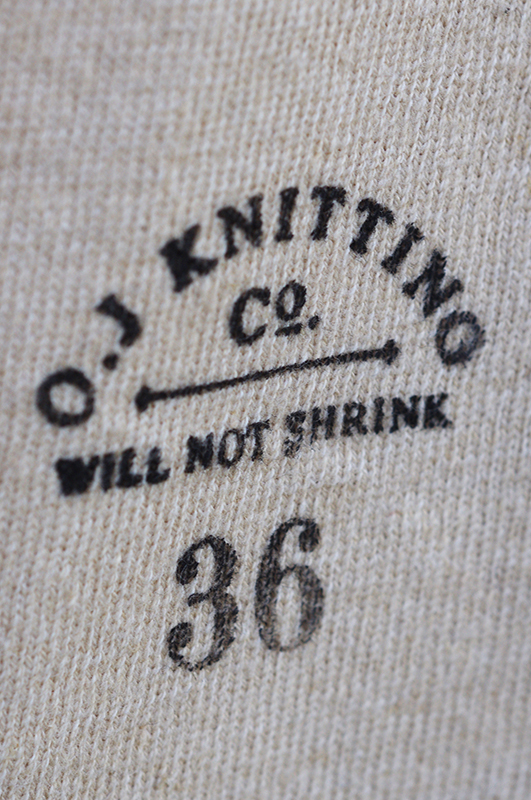 O.J KNITTING
Co.
WILL NOT SHRINK
36